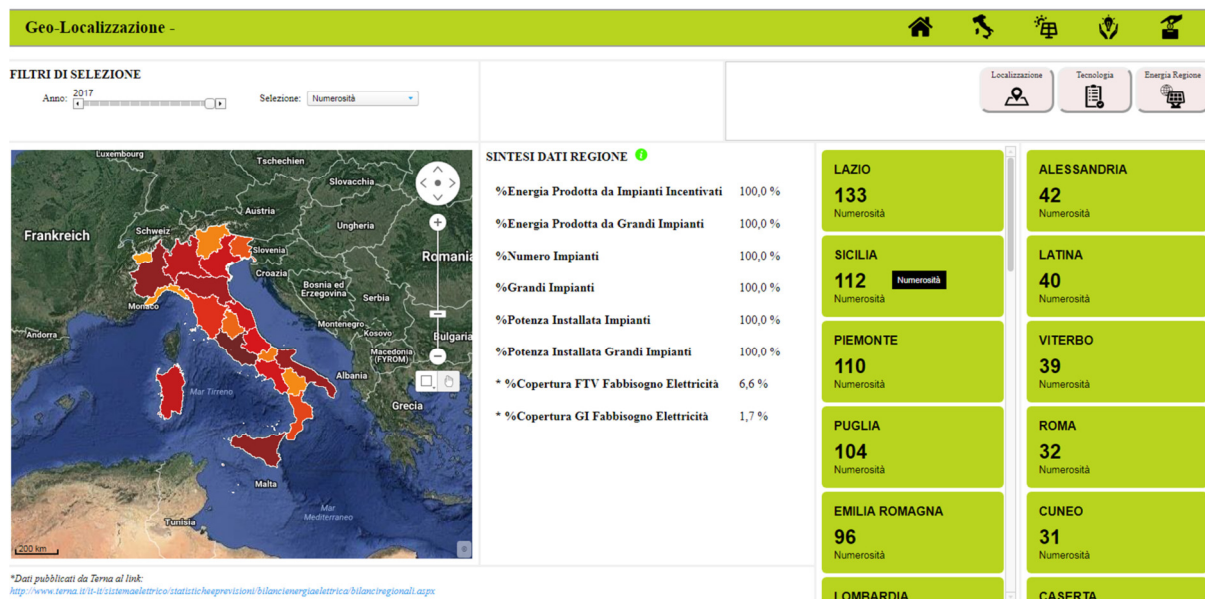 Geo-Localizzazione -
FILTRI DI SELEZIONE
Anno:
2017
Selezione:
Numerosità
Localizzazione
Tecnologia
Energia Regione
Luxembourg
Tschechien
Slovacchia
Austria
Ungheria
Frankreich
Schweiz
Slovenia
Romania
Croazia
Bosnia ed
Erzegovina
Serbia
Monaco
Montenegro
Kosovo
Bulgaria
Andorra
Macedonia
(FYROM)
Albania
Mar Tirreno
Grecia
Malta
Mar
Mediterraneo
Tunisia
200 km
SINTESI DATI REGIONE
%Energia Prodotta da Impianti Incentivati 100,0 %
%Energia Prodotta da Grandi Impianti 100,0 %
%Numero Impianti 100,0 %
%Grandi Impianti 100,0 %
%Potenza Installata Impianti 100,0 %
%Potenza Installata Grandi Impianti 100,0 %
* %Copertura FTV Fabbisogno Elettricità 6,6 %
* %Copertura GI Fabbisogno Elettricità 1,7 %
LAZIO
133
Numerosità
SICILIA
112
Numerosità
Numerosità
PIEMONTE
110
Numerosità
PUGLIA
104
Numerosità
EMILIA ROMAGNA
96
Numerosità
LOMBARDIA
ALESSANDRIA
42
Numerosità
LATINA
40
Numerosità
VITERBO
39
Numerosità
ROMA
32
Numerosità
CUNEO
31
Numerosità
CASERTA
*Dati pubblicati da Terna al link:
http://www.terna.it/it-it/sistemaelettrico/statisticheeprevisioni/bilancienergiaelettrica/bilanciregionali.aspx